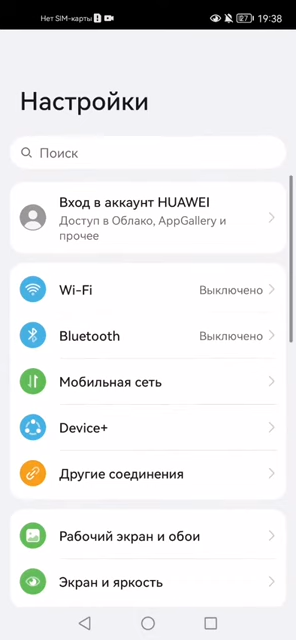 Нет SIM-карты 27 19:38
Настройки
Поиск
Вход в аккаунт HUAWEI
Доступ в Облако, AppGallery и
прочее
Wi-Fi Выключено
Bluetooth Выключено
Мобильная сеть
Device+
Другие соединения
Рабочий экран и обои
Экран и яркость